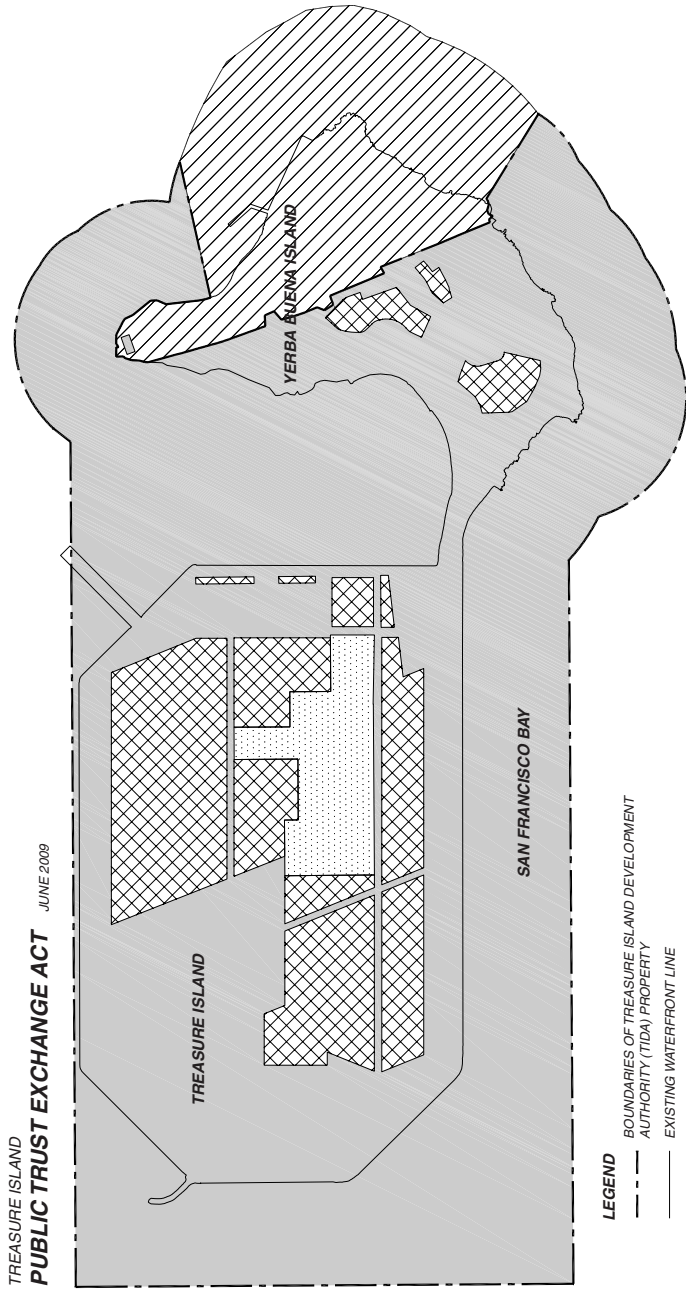 TREASURE ISLAND
PUBLIC TRUST EXCHANGE ACT JUNE 2009
TREASURE ISLAND
YERBA BUENA ISLAND
SAN FRANCISCO BAY
LEGEND
BOUNDARIES OF TREASURE ISLAND DEVELOPMENT
AUTHORITY (TIDA) PROPERTY
EXISTING WATERFRONT LINE